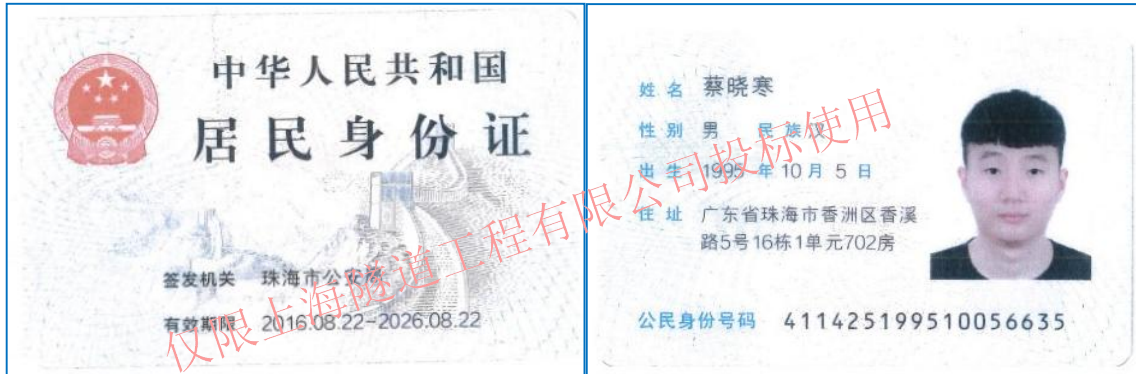 中华人民共和国
居民身份证
签发机关 珠海市公安局
有效期限 2016.08.22-2026.08.22
姓名 蔡晓寒
性别 男 民族 汉
出生 1995 年 10 月 5 日
住址 广东省珠海市香洲区香溪
路5号16栋1单元702房
公民身份号码 411425199510056635
仅限上海隧道工程有限公司投标使用